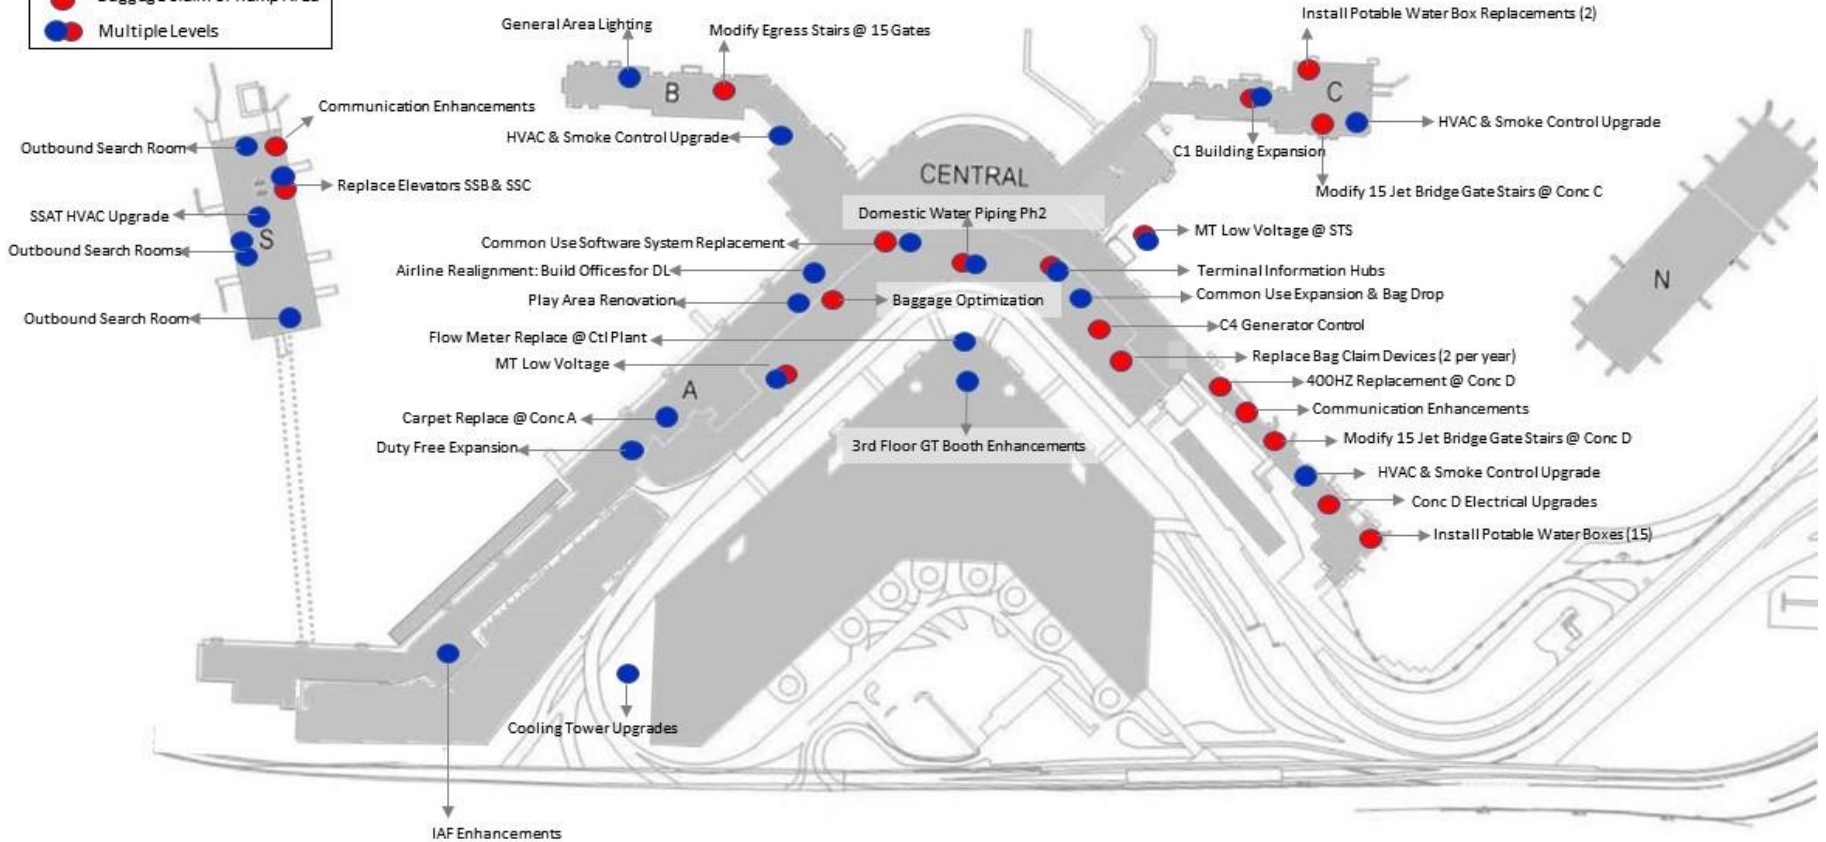 Multiple Levels
General Area Lighting
Modify Egress Stairs @ 15 Gates
Install Potable Water Box Replacements (2)
B
C
Communication Enhancements
Outbound Search Room
HVAC & Smoke Control Upgrade
HVAC & Smoke Control Upgrade
C1 Building Expansion
CENTRAL
Replace Elevators SSB & SSC
Modify 15 Jet Bridge Gate Stairs @ Conc C
SSAT HVAC Upgrade
Domestic Water Piping Ph2
S
Outbound Search Rooms
Common Use Software System Replacement
MT Low Voltage @ STS
Airline Realignment: Build Offices for DL
Terminal Information Hubs
N
Play Area Renovation
Baggage Optimization
Common Use Expansion & Bag Drop
Outbound Search Room
Flow Meter Replace @ Ctl Plant
C4 Generator Control
MT Low Voltage
Replace Bag Claim Devices (2 per year)
A
400HZ Replacement @ Conc D
Carpet Replace @ Conc A
Communication Enhancements
Duty Free Expansion
3rd Floor GT Booth Enhancements
Modify 15 Jet Bridge Gate Stairs @ Conc D
HVAC & Smoke Control Upgrade
Conc D Electrical Upgrades
Install Potable Water Boxes (15)
Cooling Tower Upgrades
IAF Enhancements